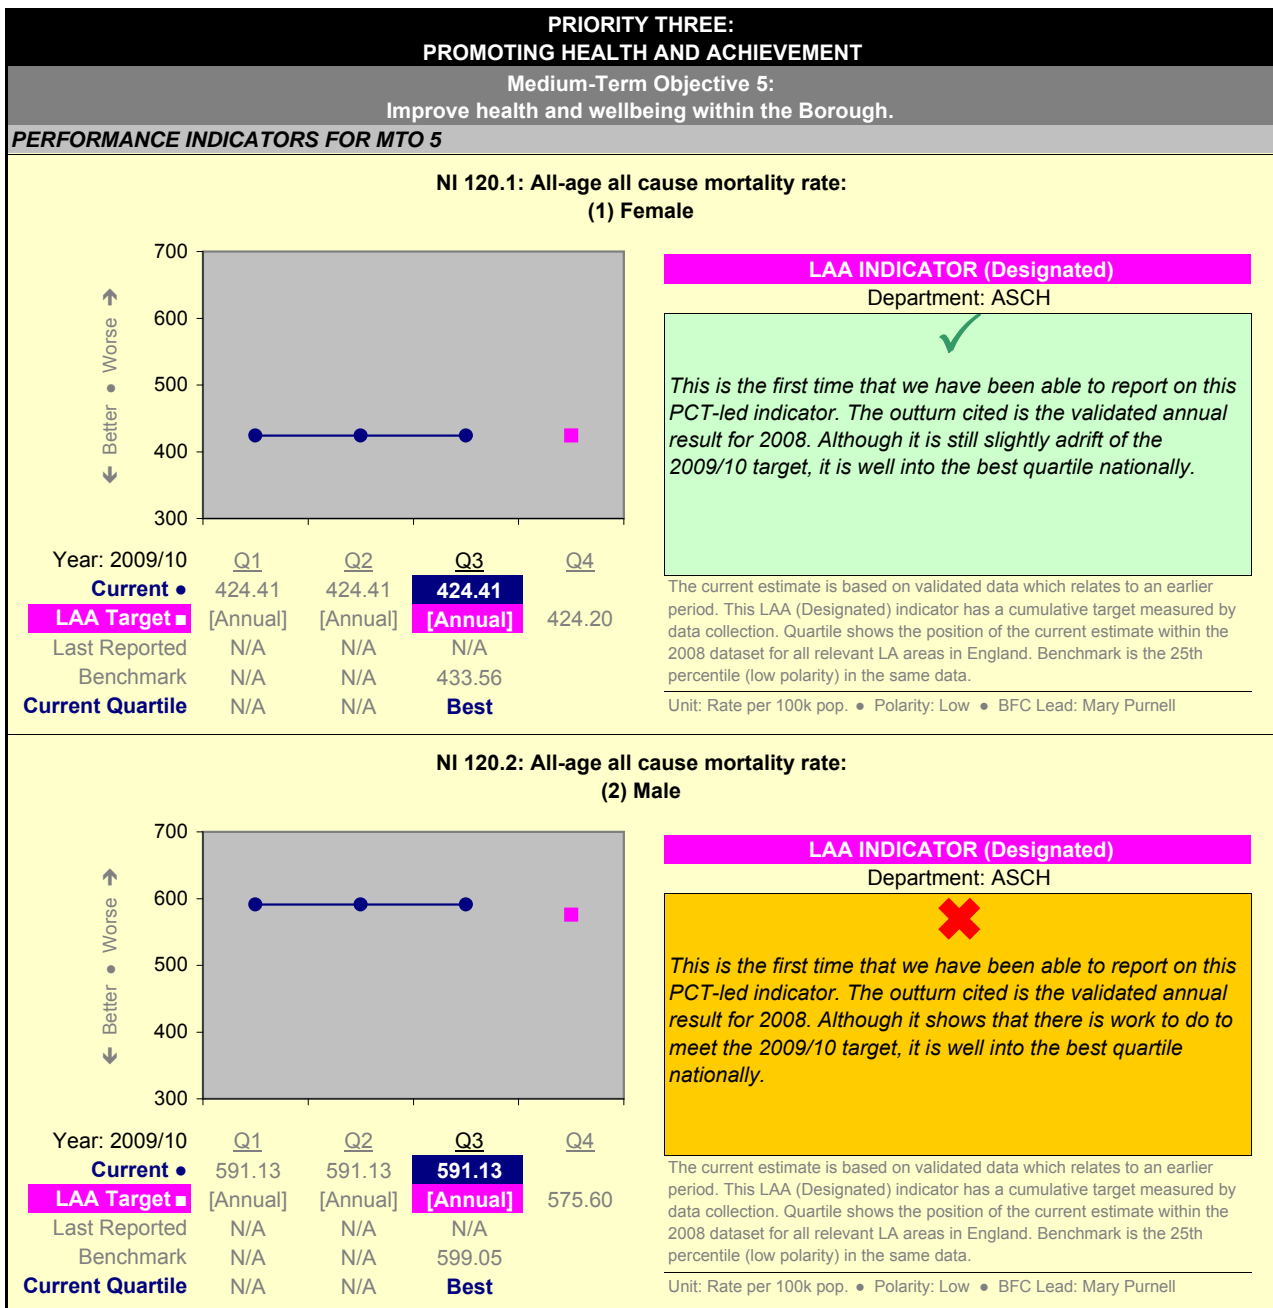 PRIORITY THREE:
PROMOTING HEALTH AND ACHIEVEMENT
Medium-Term Objective 5:
Improve health and wellbeing within the Borough.
PERFORMANCE INDICATORS FOR MTO 5
NI 120.1: All-age all cause mortality rate:
(1) Female
700
600
500
400
300
← Better ● Worse →
LAA INDICATOR (Designated)
Department: ASCH
✓
This is the first time that we have been able to report on this
PCT-led indicator. The outturn cited is the validated annual
result for 2008. Although it is still slightly adrift of the
2009/10 target, it is well into the best quartile nationally.
Year: 2009/10 Q1 Q2 Q3 Q4
Current ● 424.41 424.41 424.41
LAA Target ■ [Annual] [Annual] [Annual] 424.20
Last Reported N/A N/A N/A
Benchmark N/A N/A 433.56
Current Quartile N/A N/A Best
The current estimate is based on validated data which relates to an earlier
period. This LAA (Designated) indicator has a cumulative target measured by
data collection. Quartile shows the position of the current estimate within the
2008 dataset for all relevant LA areas in England. Benchmark is the 25th
percentile (low polarity) in the same data.
Unit: Rate per 100k pop. ● Polarity: Low ● BFC Lead: Mary Purnell
NI 120.2: All-age all cause mortality rate:
(2) Male
700
600
500
400
300
← Better ● Worse →
LAA INDICATOR (Designated)
Department: ASCH
✖
This is the first time that we have been able to report on this
PCT-led indicator. The outturn cited is the validated annual
result for 2008. Although it shows that there is work to do to
meet the 2009/10 target, it is well into the best quartile
nationally.
Year: 2009/10 Q1 Q2 Q3 Q4
Current ● 591.13 591.13 591.13
LAA Target ■ [Annual] [Annual] [Annual] 575.60
Last Reported N/A N/A N/A
Benchmark N/A N/A 599.05
Current Quartile N/A N/A Best
The current estimate is based on validated data which relates to an earlier
period. This LAA (Designated) indicator has a cumulative target measured by
data collection. Quartile shows the position of the current estimate within the
2008 dataset for all relevant LA areas in England. Benchmark is the 25th
percentile (low polarity) in the same data.
Unit: Rate per 100k pop. ● Polarity: Low ● BFC Lead: Mary Purnell